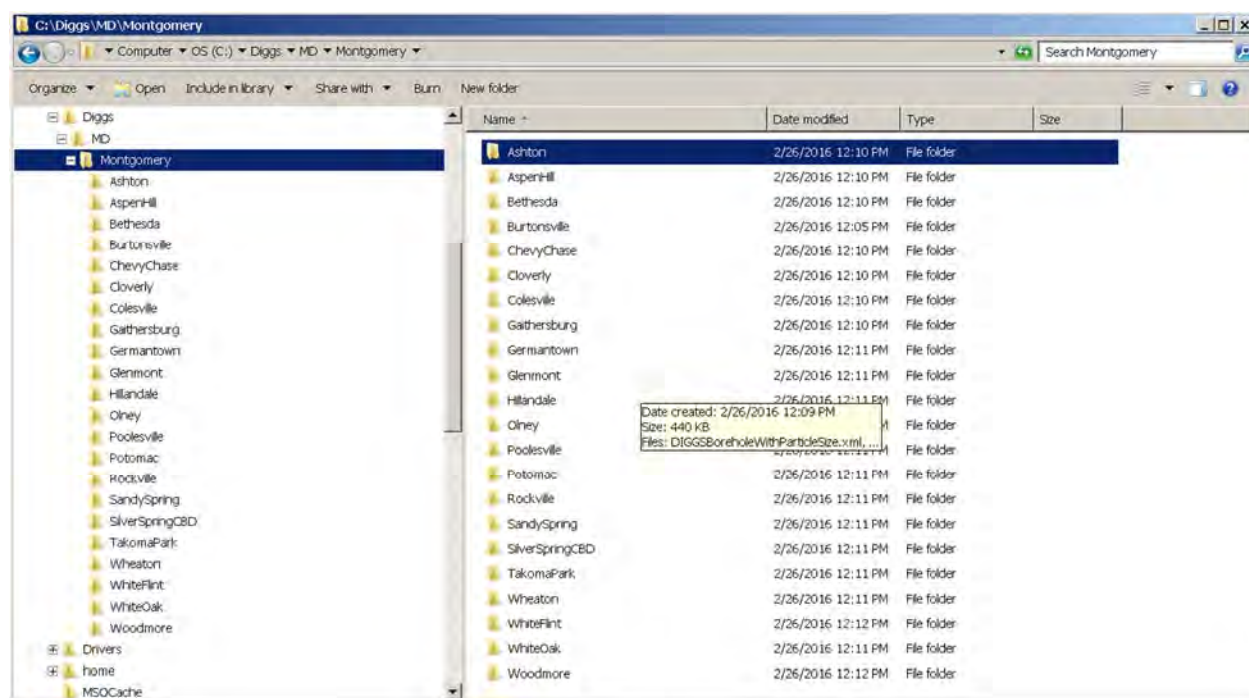 C:\Diggs\MD\Montgomery
Computer OS (C:) Diggs MD Montgomery
Search Montgomery
Organize Open Include in library Share with Burn New folder
Diggs
MD
Montgomery
Ashton
AspenHill
Bethesda
Burtonsville
ChevyChase
Cloverly
Colesville
Gaithersburg
Germantown
Glenmont
Hillandale
Olney
Poolesville
Potomac
Rockville
SandySpring
SilverSpringCBD
TakomaPark
Wheaton
WhiteFlint
WhiteOak
Woodmore
Drivers
home
MSOCache
Name Date modified Type Size
Ashton 2/26/2016 12:10 PM File folder
AspenHill 2/26/2016 12:10 PM File folder
Bethesda 2/26/2016 12:10 PM File folder
Burtonsville 2/26/2016 12:05 PM File folder
ChevyChase 2/26/2016 12:10 PM File folder
Cloverly 2/26/2016 12:10 PM File folder
Colesville 2/26/2016 12:10 PM File folder
Gaithersburg 2/26/2016 12:10 PM File folder
Germantown 2/26/2016 12:11 PM File folder
Glenmont 2/26/2016 12:11 PM File folder
Hillandale 2/26/2016 12:11 PM File folder
Olney File folder
Poolesville File folder
Date created: 2/26/2016 12:09 PM
Size: 440 KB
Files: DIGGSBoreholeWithParticleSize.xml, ...
Potomac 2/26/2016 12:11 PM File folder
Rockville 2/26/2016 12:11 PM File folder
SandySpring 2/26/2016 12:11 PM File folder
SilverSpringCBD 2/26/2016 12:11 PM File folder
TakomaPark 2/26/2016 12:11 PM File folder
Wheaton 2/26/2016 12:11 PM File folder
WhiteFlint 2/26/2016 12:12 PM File folder
WhiteOak 2/26/2016 12:11 PM File folder
Woodmore 2/26/2016 12:12 PM File folder